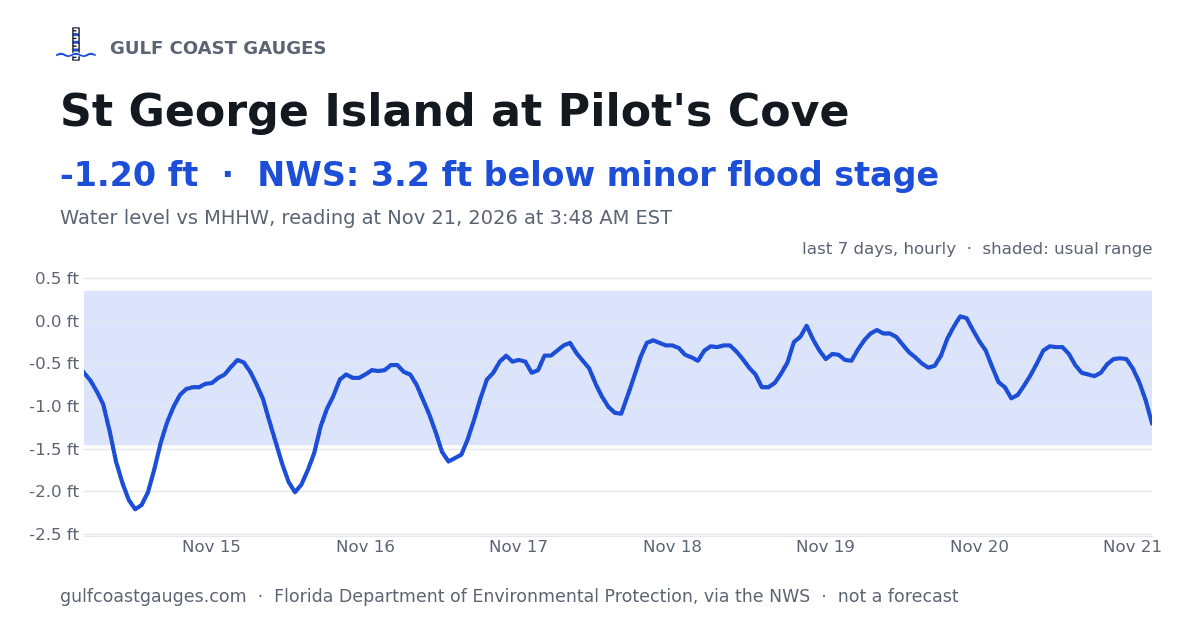 GULF COAST GAUGES
St George Island at Pilot's Cove
-1.20 ft · NWS: 3.2 ft below minor flood stage
Water level vs MHHW, reading at Nov 21, 2026 at 3:48 AM EST
last 7 days, hourly · shaded: usual range
0.5 ft
0.0 ft
-0.5 ft
-1.0 ft
-1.5 ft
-2.0 ft
-2.5 ft
Nov 15 Nov 16 Nov 17 Nov 18 Nov 19 Nov 20 Nov 21
gulfcoastgauges.com · Florida Department of Environmental Protection, via the NWS · not a forecast